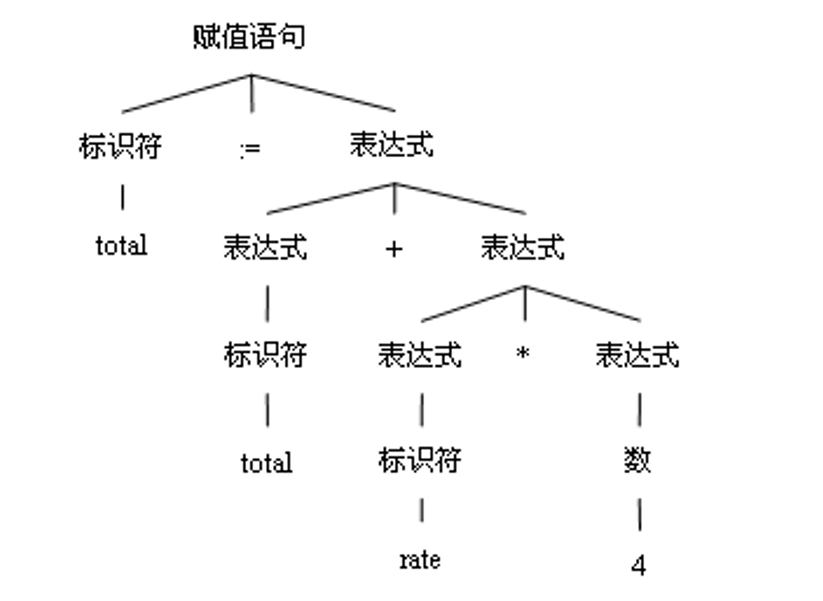 赋值语句
标识符 := 表达式
total 表达式 + 表达式
标识符 表达式 * 表达式
total 标识符 数
rate 4